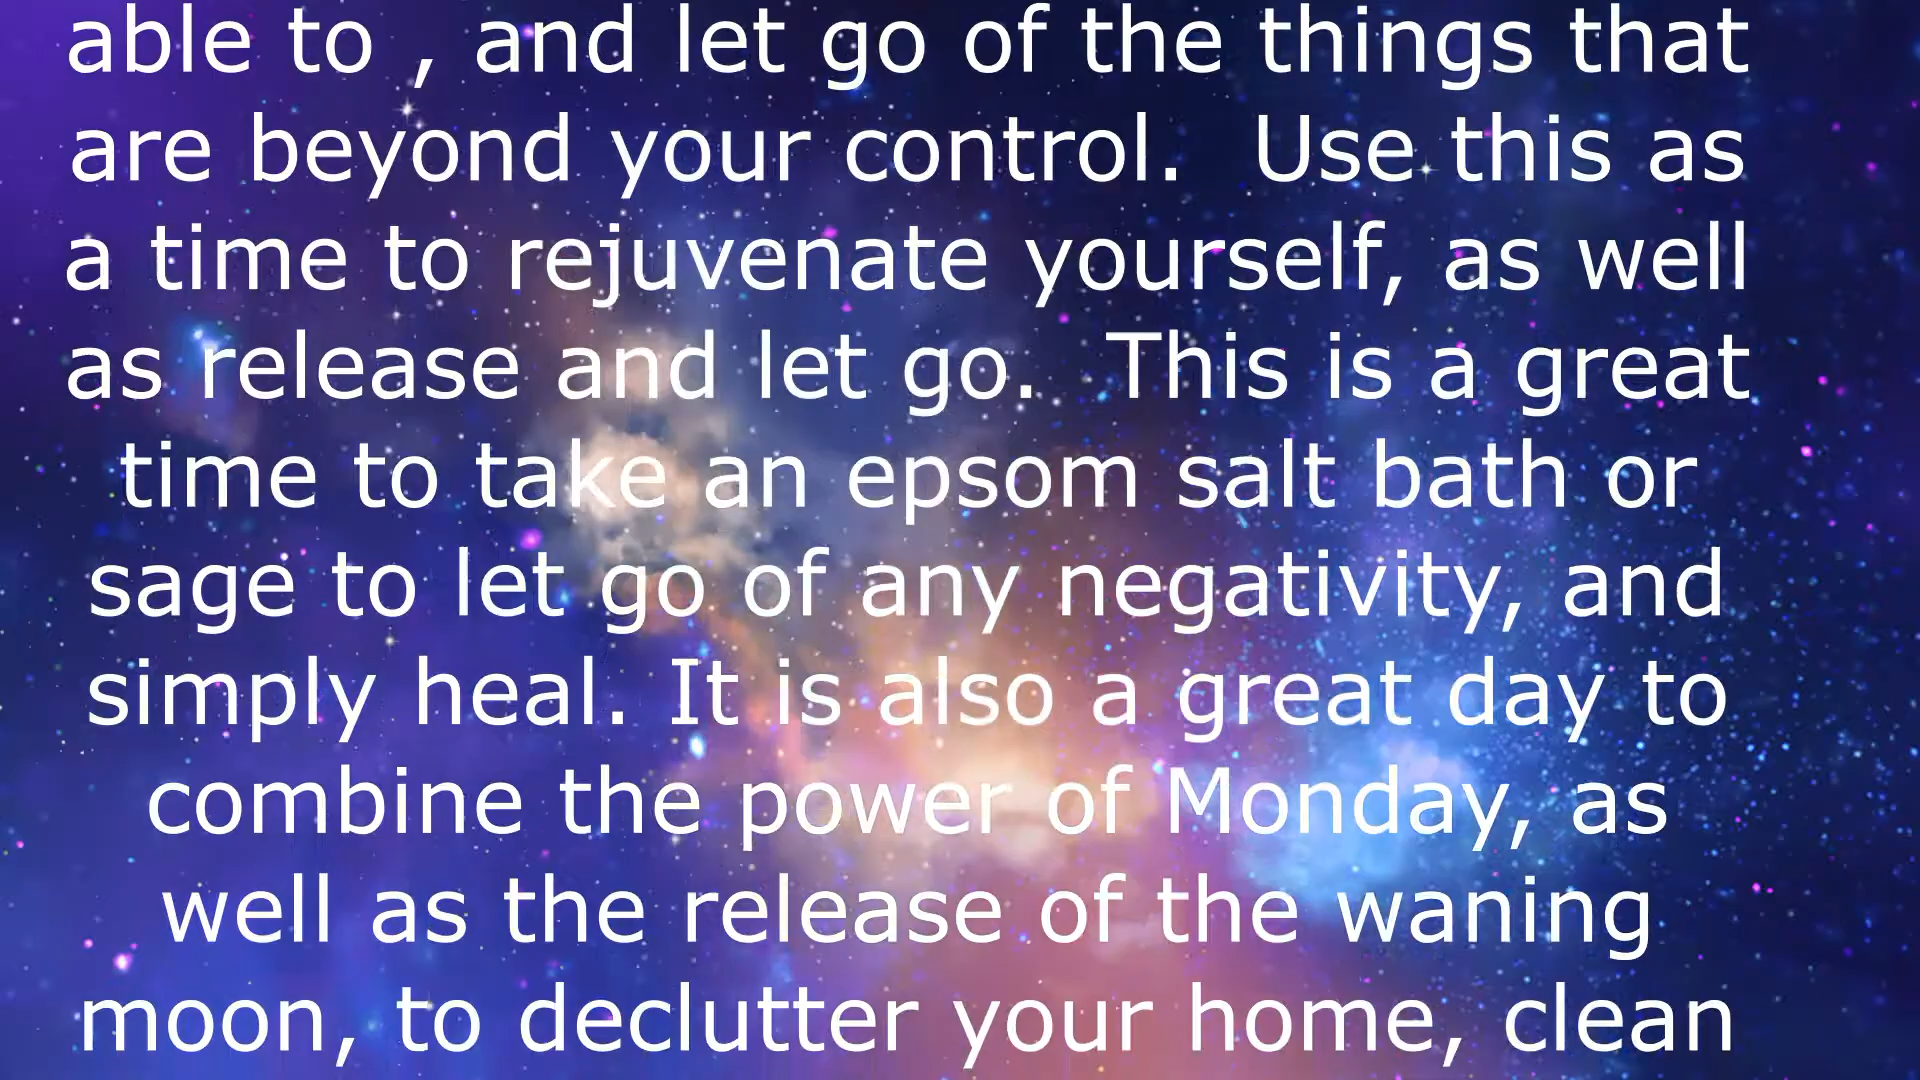 able to , and let go of the things that
are beyond your control.  Use this as
a time to rejuvenate yourself, as well
as release and let go.  This is a great
time to take an epsom salt bath or
sage to let go of any negativity, and
simply heal. It is also a great day to
combine the power of Monday, as
well as the release of the waning
moon, to declutter your home, clean